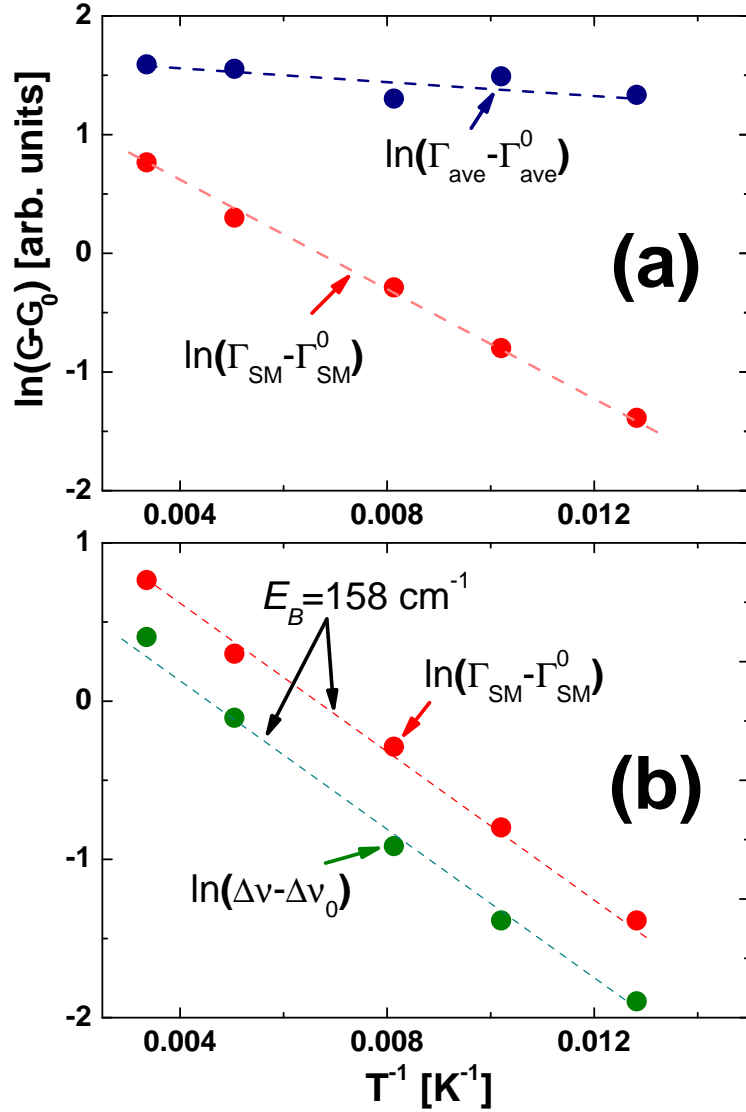 2
1
0
-1
-2
ln(G-G₀) [arb. units]
ln(Γave-Γ⁰ave)
(a)
ln(ΓSM-Γ⁰SM)
0.004 0.008 0.012
1
0
-1
-2
E_B=158 cm⁻¹
ln(ΓSM-Γ⁰SM)
(b)
ln(Δν-Δν₀)
0.004 0.008 0.012
T⁻¹ [K⁻¹]